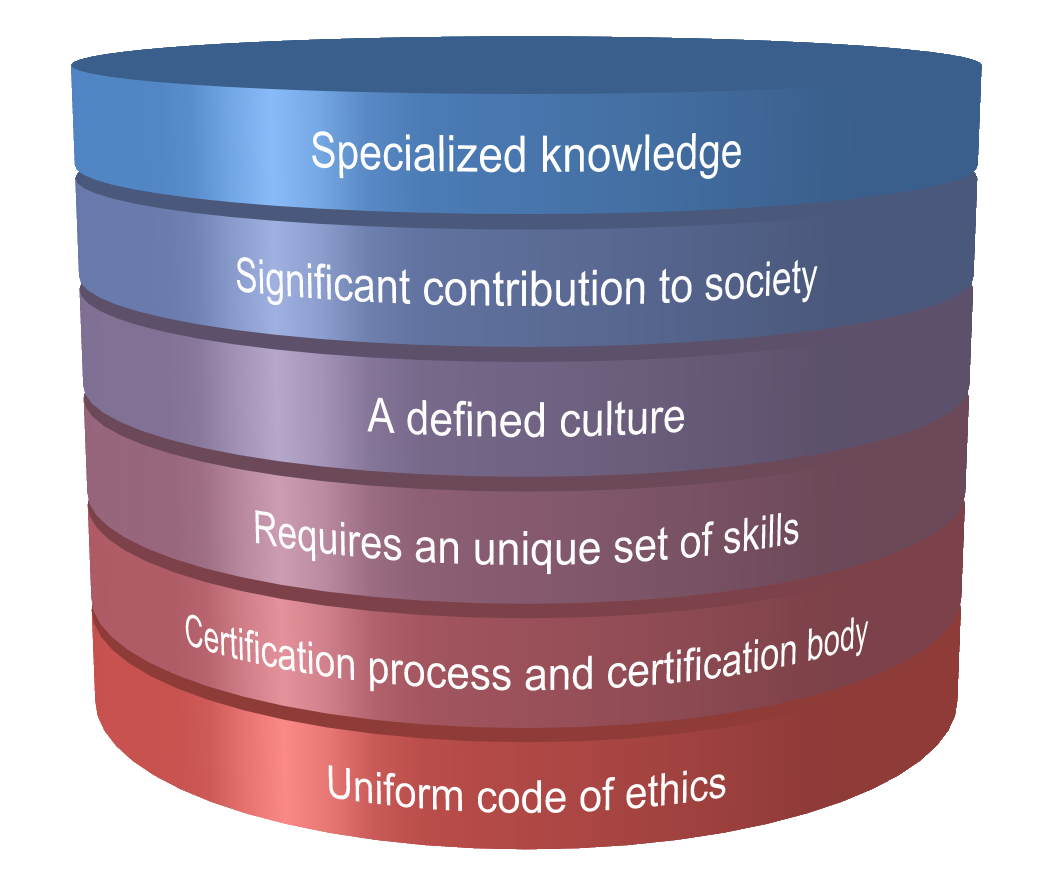 Specialized knowledge
Significant contribution to society
A defined culture
Requires an unique set of skills
Certification process and certification body
Uniform code of ethics